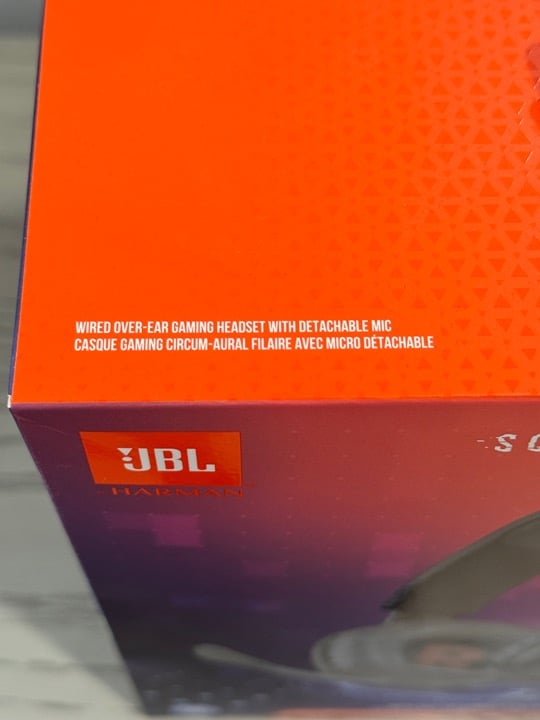 WIRED OVER-EAR GAMING HEADSET WITH DETACHABLE MIC
CASQUE GAMING CIRCUM-AURAL FILAIRE AVEC MICRO DÉTACHABLE
JBL
HARMAN